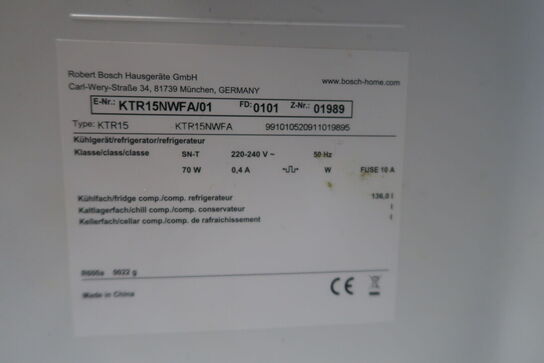 Robert Bosch Hausgeräte GmbH
Carl-Wery-Straße 34, 81739 München, GERMANY
www.bosch-home.com
E-Nr.: KTR15NWFA/01 FD: 0101 Z-Nr.: 01989
Type: KTR15 KTR15NWFA 991010520911019895
Kühlgerät/refrigerator/refrigerateur
Klasse/class/classe SN-T 220-240 V ~ 50 Hz
70 W 0,4 A W FUSE 10 A
Kühlfach/fridge comp./comp. refrigerateur 136,0 l
Kaltlagerfach/chill comp./comp. conservateur l
Kellerfach/cellar comp./comp. de rafraichissement l
R600a 0022 g
Made in China
CE